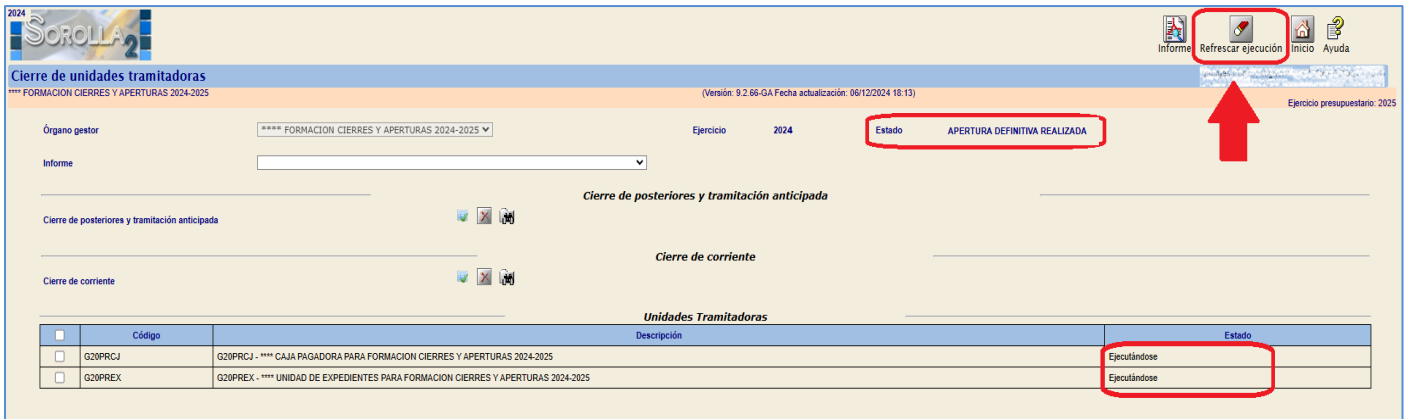 2024
SOROLLA2
Informe Refrescar ejecución Inicio Ayuda
Cierre de unidades tramitadoras
**** FORMACION CIERRES Y APERTURAS 2024-2025 (Versión: 9.2.66-GA Fecha actualización: 06/12/2024 18:13)
Ejercicio presupuestario: 2025
Órgano gestor **** FORMACION CIERRES Y APERTURAS 2024-2025 Ejercicio 2024 Estado APERTURA DEFINITIVA REALIZADA
Informe
Cierre de posteriores y tramitación anticipada
Cierre de posteriores y tramitación anticipada
Cierre de corriente
Cierre de corriente
Unidades Tramitadoras
Código Descripción Estado
G20PRCJ G20PRCJ - **** CAJA PAGADORA PARA FORMACION CIERRES Y APERTURAS 2024-2025 Ejecutándose
G20PREX G20PREX - **** UNIDAD DE EXPEDIENTES PARA FORMACION CIERRES Y APERTURAS 2024-2025 Ejecutándose